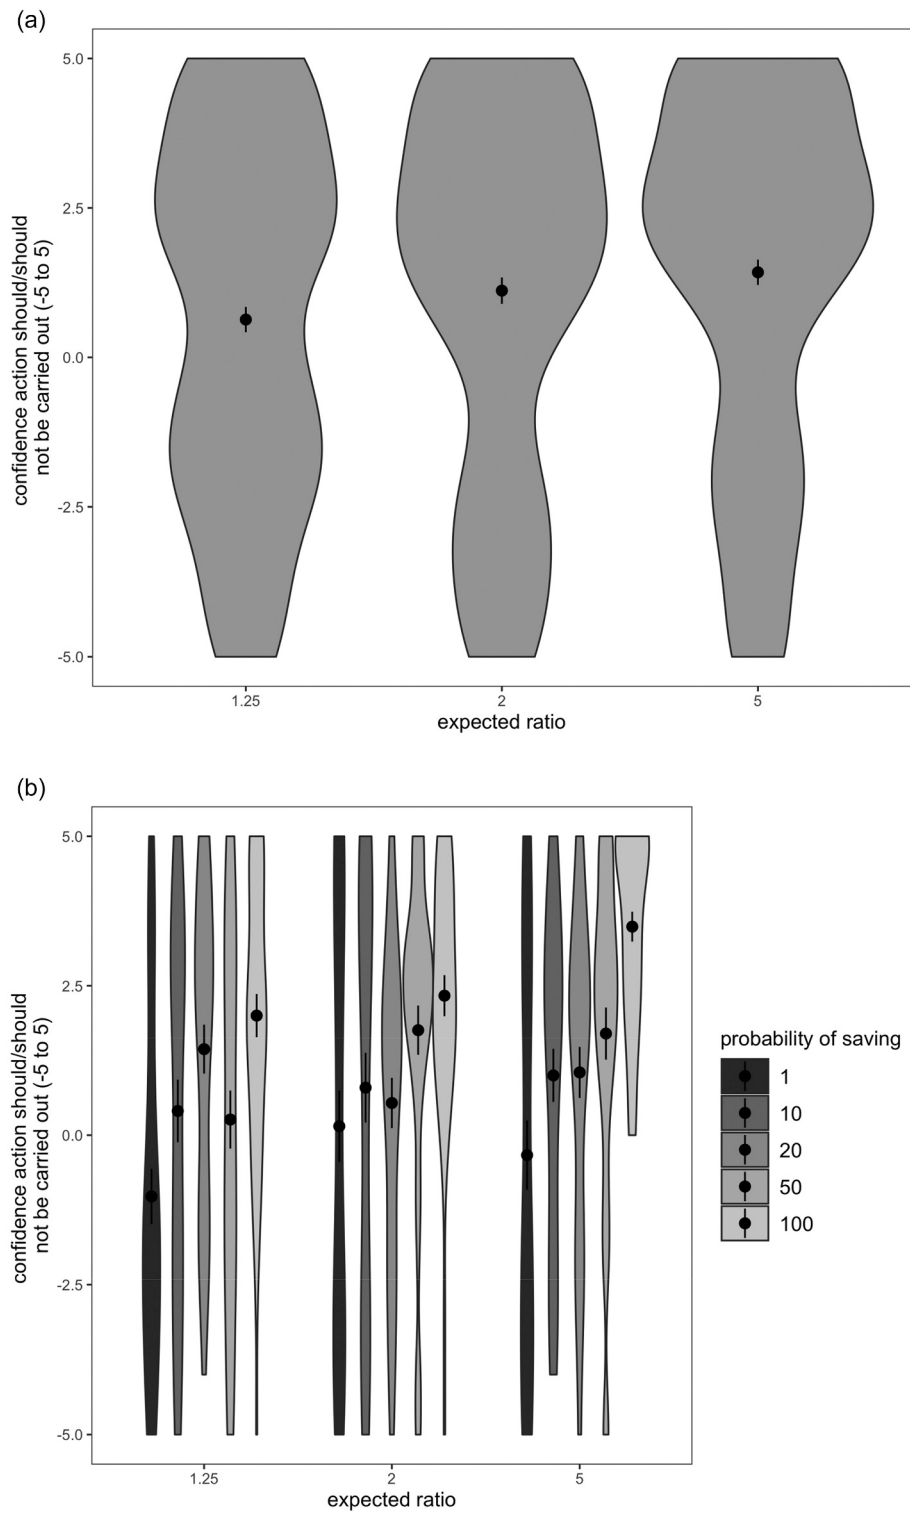 (a)
confidence action should/should
not be carried out (-5 to 5)
5.0
2.5
0.0
-2.5
-5.0
1.25 2 5
expected ratio
(b)
confidence action should/should
not be carried out (-5 to 5)
5.0
2.5
0.0
-2.5
-5.0
1.25 2 5
expected ratio
probability of saving
1
10
20
50
100